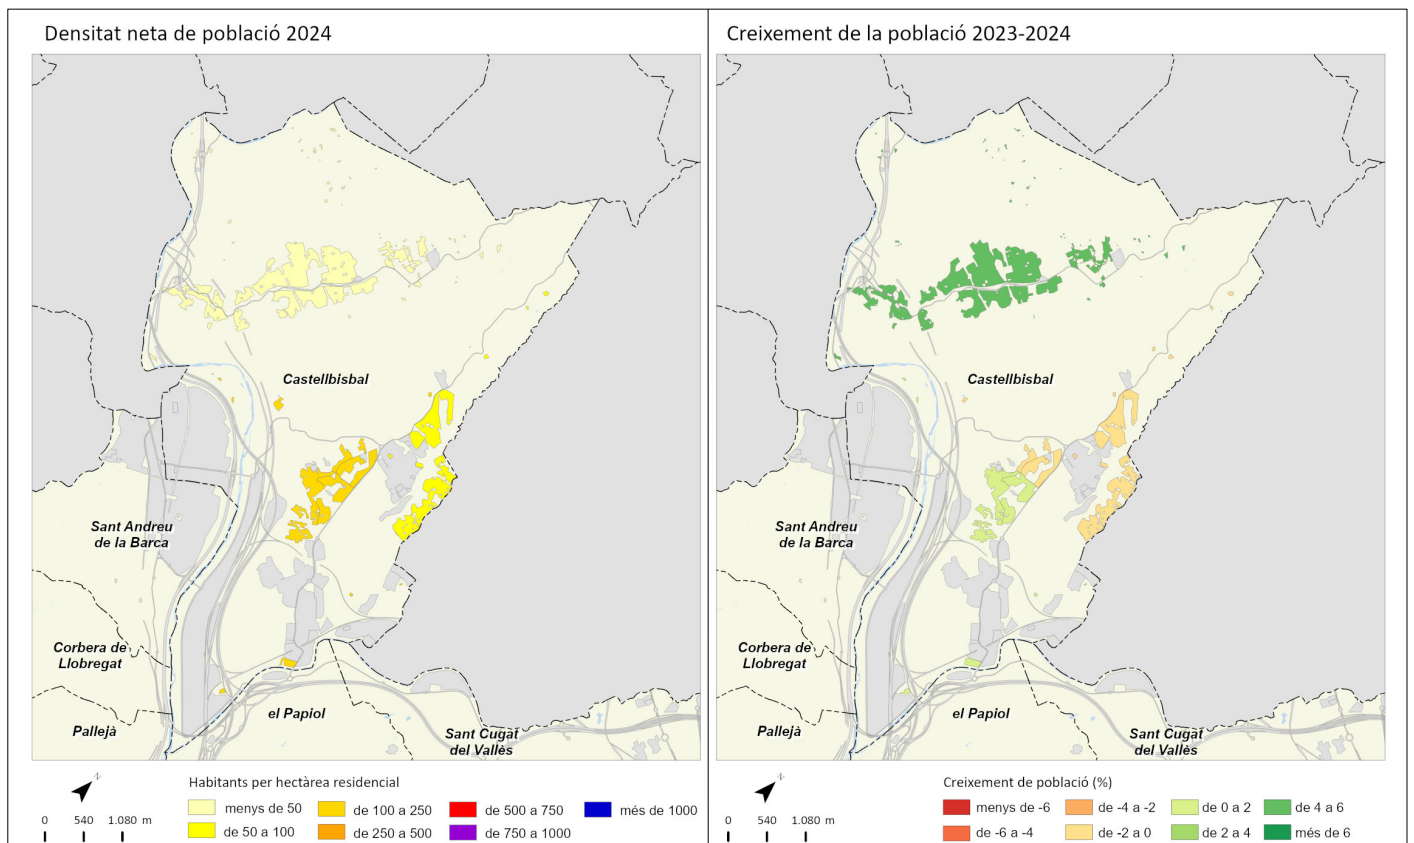 Densitat neta de població 2024
Castellbisbal
Sant Andreu
de la Barca
Corbera de
Llobregat
Pallejà
el Papiol
Sant Cugat
del Vallès
N
0 540 1.080 m
Habitants per hectàrea residencial
menys de 50
de 50 a 100
de 100 a 250
de 250 a 500
de 500 a 750
de 750 a 1000
més de 1000
Creixement de la població 2023-2024
Castellbisbal
Sant Andreu
de la Barca
Corbera de
Llobregat
Pallejà
el Papiol
Sant Cugat
del Vallès
N
0 540 1.080 m
Creixement de població (%)
menys de -6
de -6 a -4
de -4 a -2
de -2 a 0
de 0 a 2
de 2 a 4
de 4 a 6
més de 6